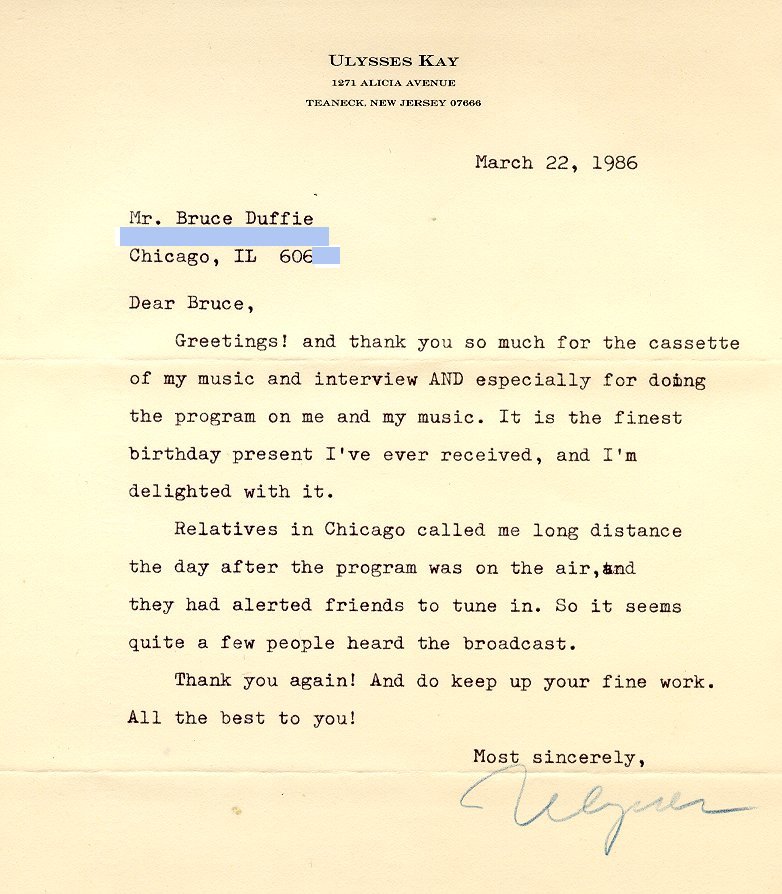 ULYSSES KAY
1271 ALICIA AVENUE
TEANECK, NEW JERSEY 07666
March 22, 1986
Mr. Bruce Duffie
Chicago, IL  606
Dear Bruce,
Greetings! and thank you so much for the cassette
of my music and interview AND especially for doing
the program on me and my music. It is the finest
birthday present I've ever received, and I'm
delighted with it.
Relatives in Chicago called me long distance
the day after the program was on the air,and
they had alerted friends to tune in. So it seems
quite a few people heard the broadcast.
Thank you again! And do keep up your fine work.
All the best to you!
Most sincerely,
Ulysses